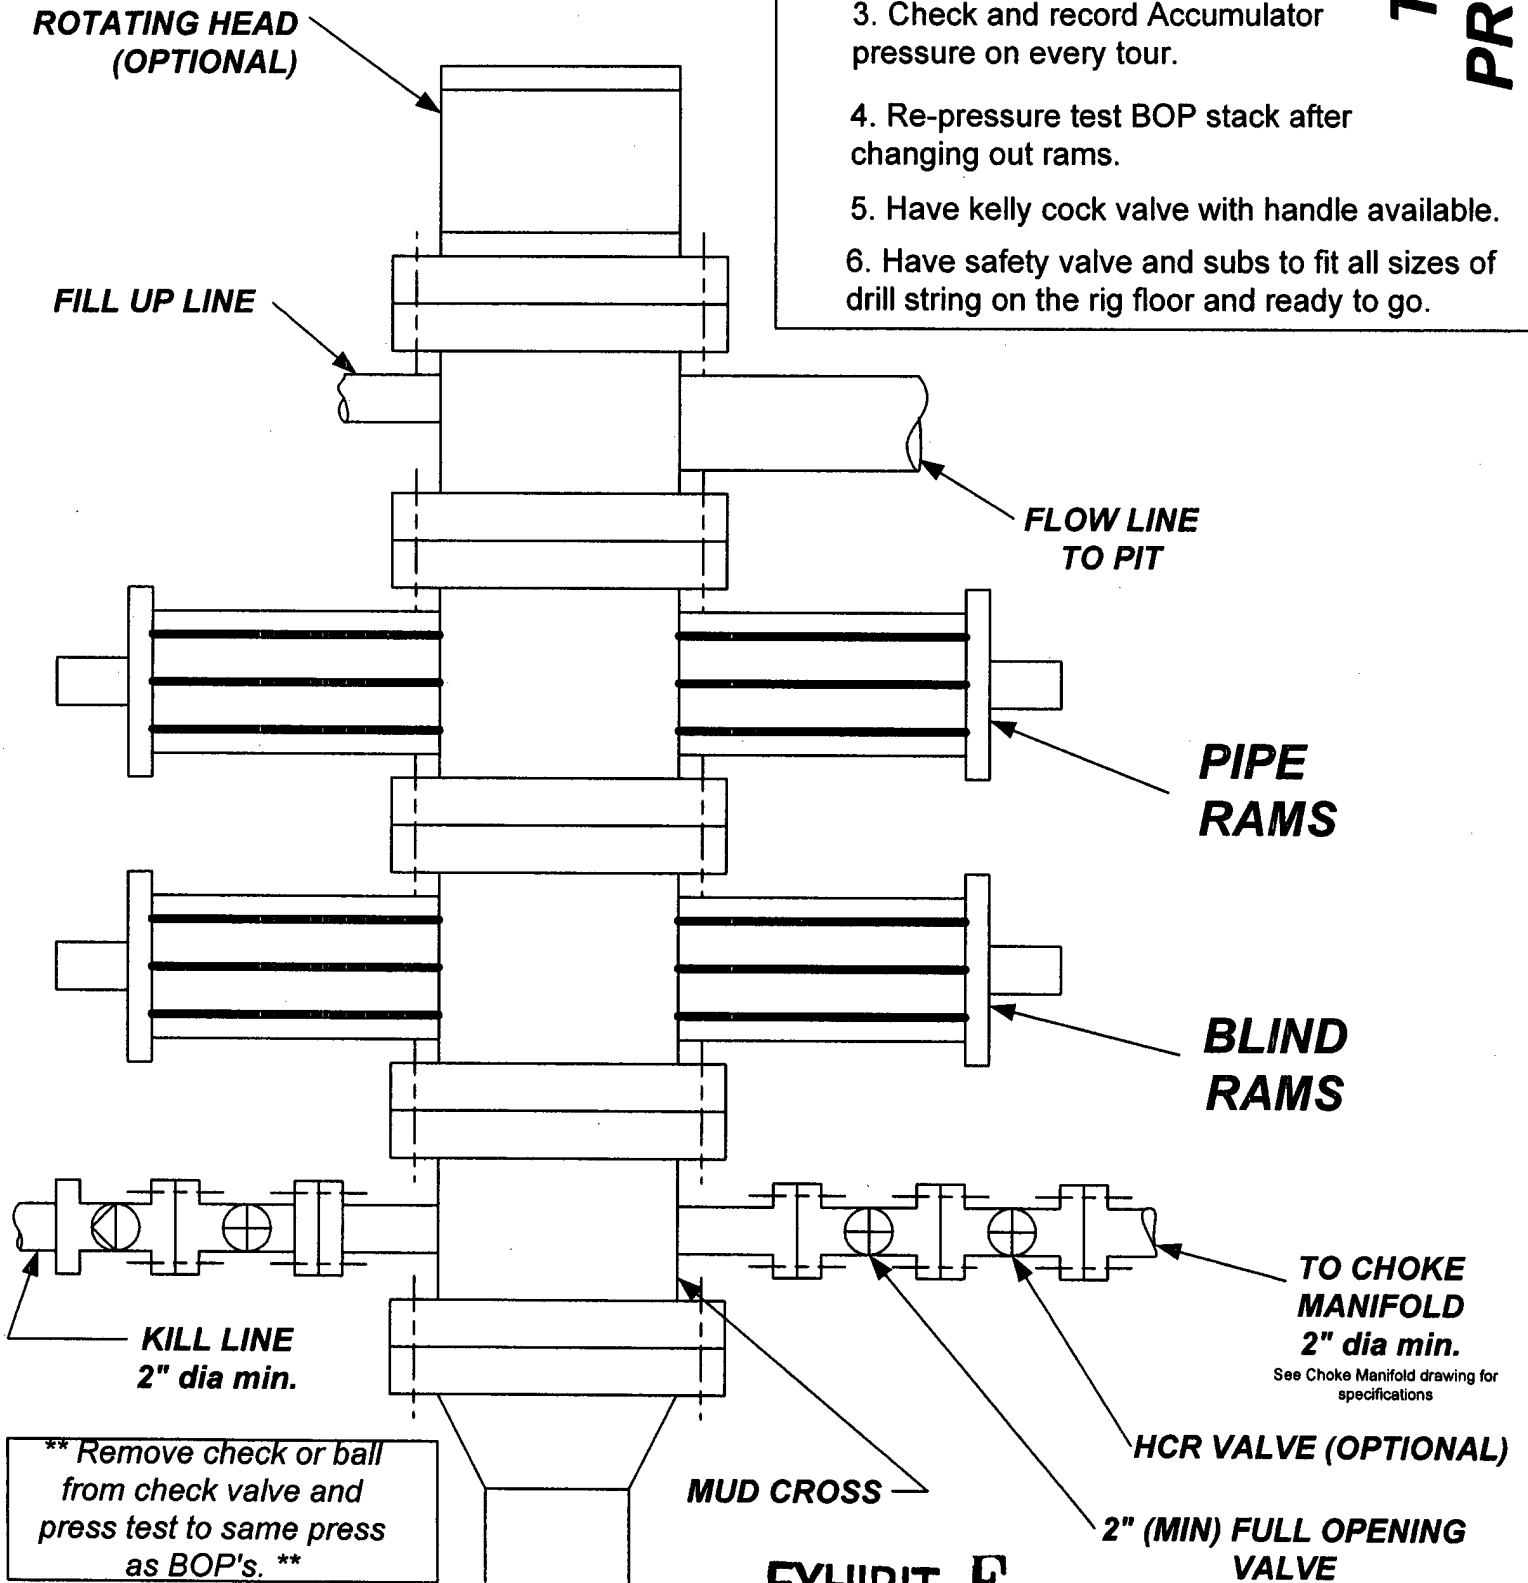 ROTATING HEAD
(OPTIONAL)
3. Check and record Accumulator
pressure on every tour.
4. Re-pressure test BOP stack after
changing out rams.
5. Have kelly cock valve with handle available.
6. Have safety valve and subs to fit all sizes of
drill string on the rig floor and ready to go.
FILL UP LINE
FLOW LINE
TO PIT
PIPE
RAMS
BLIND
RAMS
KILL LINE
2" dia min.
TO CHOKE
MANIFOLD
2" dia min.
See Choke Manifold drawing for
specifications
HCR VALVE (OPTIONAL)
MUD CROSS
2" (MIN) FULL OPENING
VALVE
** Remove check or ball
from check valve and
press test to same press
as BOP's. **
EXHIBIT